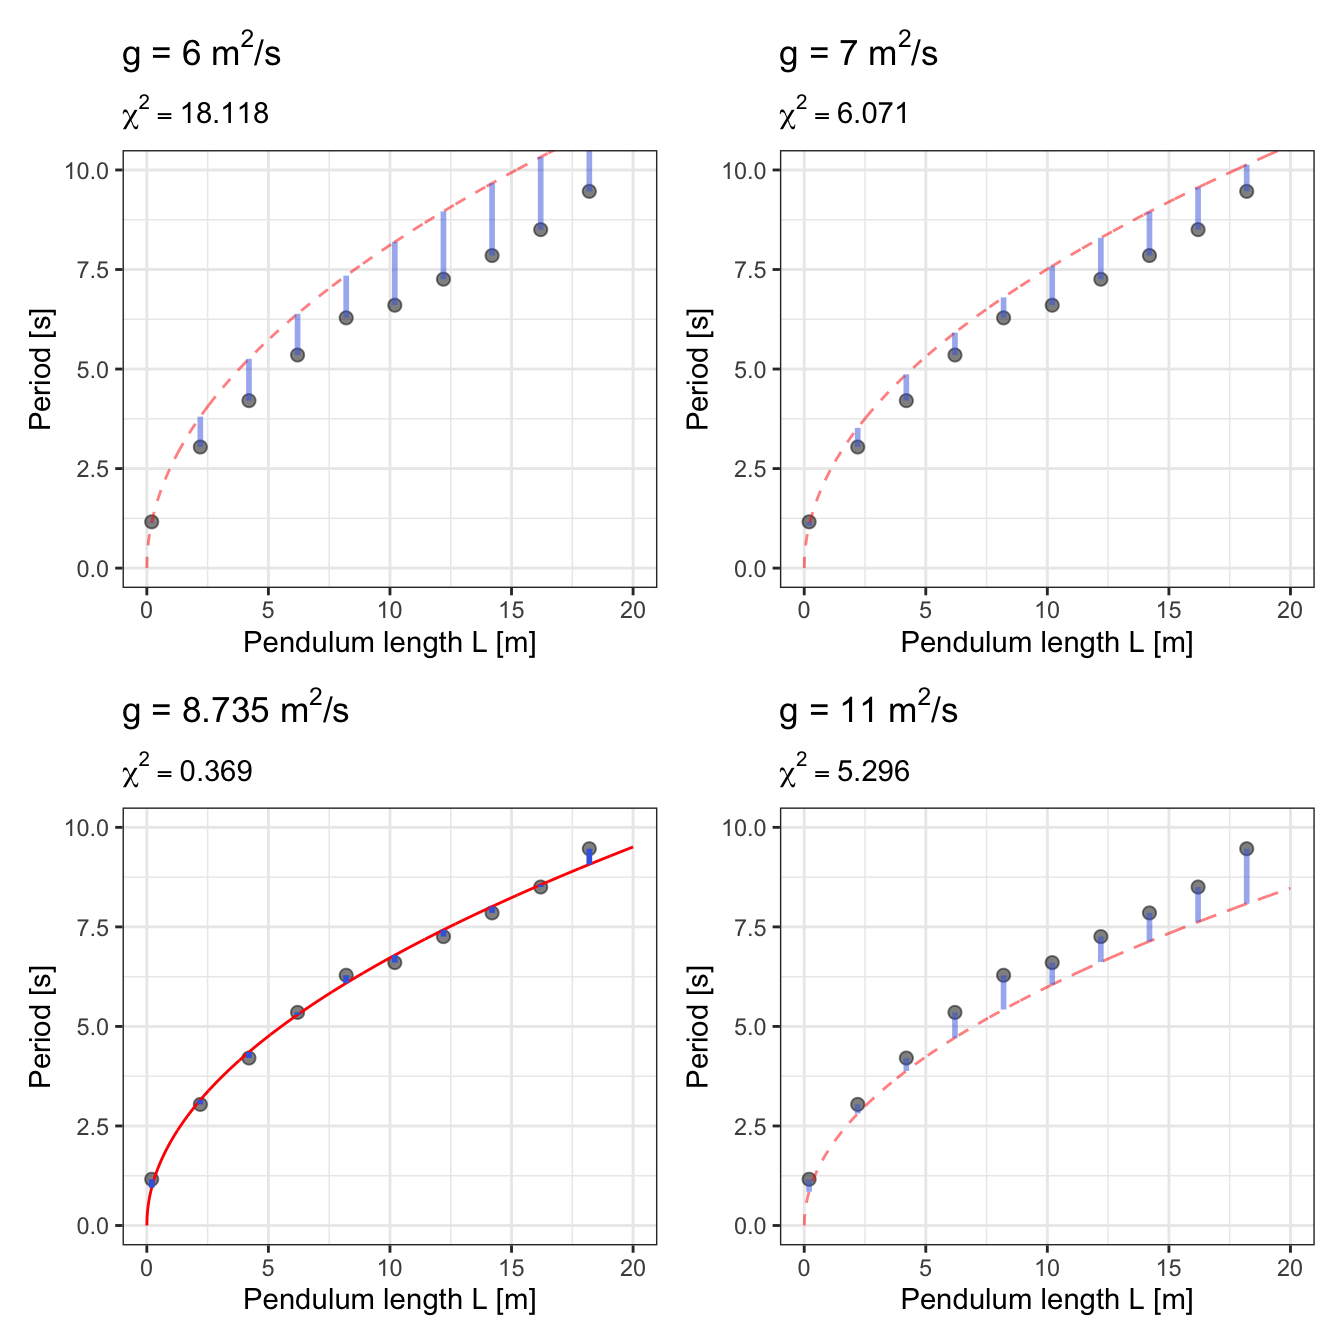 g = 6 m²/s
χ² = 18.118
10.0
7.5
5.0
2.5
0.0
Period [s]
0 5 10 15 20
Pendulum length L [m]
g = 7 m²/s
χ² = 6.071
10.0
7.5
5.0
2.5
0.0
Period [s]
0 5 10 15 20
Pendulum length L [m]
g = 8.735 m²/s
χ² = 0.369
10.0
7.5
5.0
2.5
0.0
Period [s]
0 5 10 15 20
Pendulum length L [m]
g = 11 m²/s
χ² = 5.296
10.0
7.5
5.0
2.5
0.0
Period [s]
0 5 10 15 20
Pendulum length L [m]